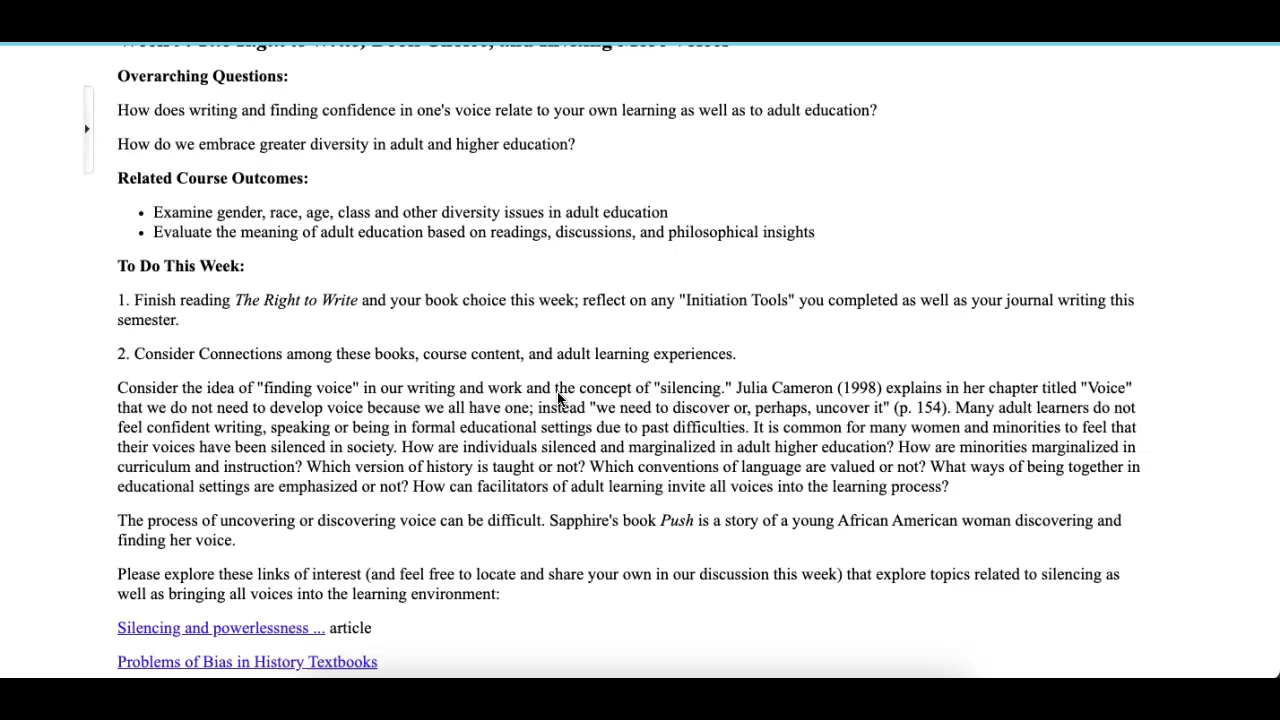 Overarching Questions:
How does writing and finding confidence in one's voice relate to your own learning as well as to adult education?
How do we embrace greater diversity in adult and higher education?
Related Course Outcomes:
• Examine gender, race, age, class and other diversity issues in adult education
• Evaluate the meaning of adult education based on readings, discussions, and philosophical insights
To Do This Week:
1. Finish reading The Right to Write and your book choice this week; reflect on any "Initiation Tools" you completed as well as your journal writing this
semester.
2. Consider Connections among these books, course content, and adult learning experiences.
Consider the idea of "finding voice" in our writing and work and the concept of "silencing." Julia Cameron (1998) explains in her chapter titled "Voice"
that we do not need to develop voice because we all have one; instead "we need to discover or, perhaps, uncover it" (p. 154). Many adult learners do not
feel confident writing, speaking or being in formal educational settings due to past difficulties. It is common for many women and minorities to feel that
their voices have been silenced in society. How are individuals silenced and marginalized in adult higher education? How are minorities marginalized in
curriculum and instruction? Which version of history is taught or not? Which conventions of language are valued or not? What ways of being together in
educational settings are emphasized or not? How can facilitators of adult learning invite all voices into the learning process?
The process of uncovering or discovering voice can be difficult. Sapphire's book Push is a story of a young African American woman discovering and
finding her voice.
Please explore these links of interest (and feel free to locate and share your own in our discussion this week) that explore topics related to silencing as
well as bringing all voices into the learning environment:
Silencing and powerlessness ... article
Problems of Bias in History Textbooks